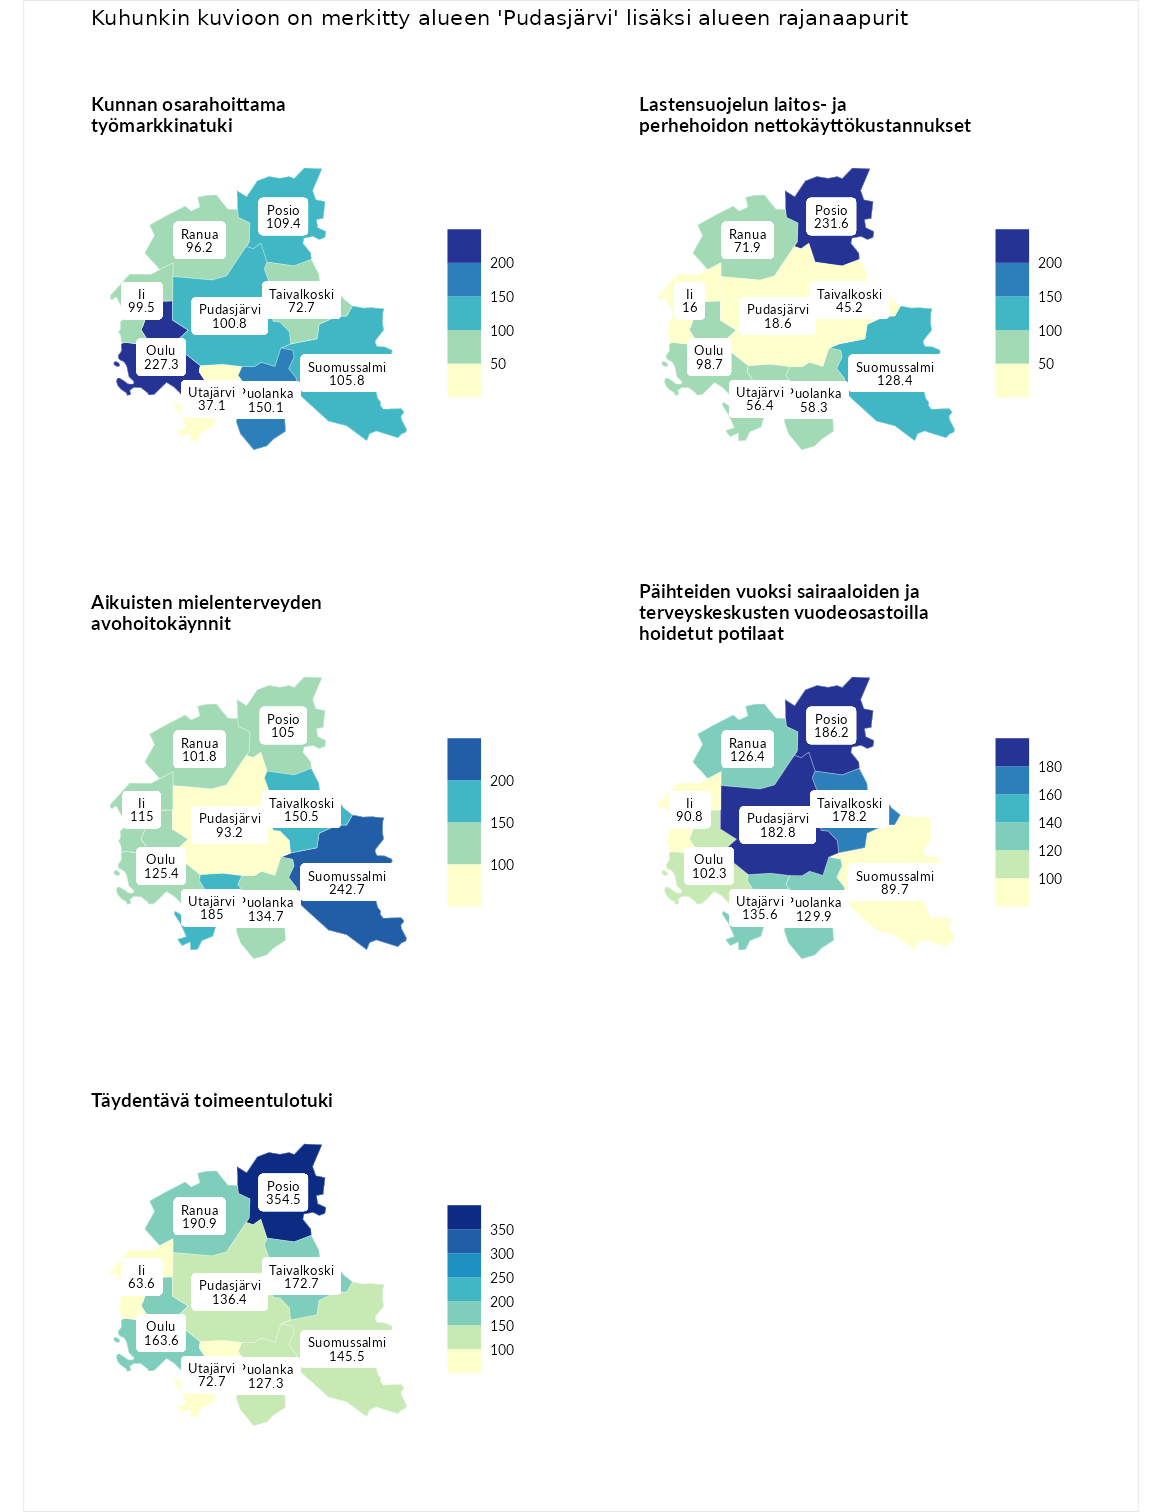 Kuhunkin kuvioon on merkitty alueen 'Pudasjärvi' lisäksi alueen rajanaapurit
Kunnan osarahoittama
työmarkkinatuki
Posio
109.4
Ranua
96.2
Ii
99.5
Taivalkoski
72.7
Pudasjärvi
100.8
Oulu
227.3
Suomussalmi
105.8
Utajärvi
37.1
uolanka
150.1
200
150
100
50
Lastensuojelun laitos- ja
perhehoidon nettokäyttökustannukset
Posio
231.6
Ranua
71.9
Ii
16
Taivalkoski
45.2
Pudasjärvi
18.6
Oulu
98.7
Suomussalmi
128.4
Utajärvi
56.4
uolanka
58.3
200
150
100
50
Aikuisten mielenterveyden
avohoitokäynnit
Posio
105
Ranua
101.8
Ii
115
Taivalkoski
150.5
Pudasjärvi
93.2
Oulu
125.4
Suomussalmi
242.7
Utajärvi
185
uolanka
134.7
200
150
100
Päihteiden vuoksi sairaaloiden ja
terveyskeskusten vuodeosastoilla
hoidetut potilaat
Posio
186.2
Ranua
126.4
Ii
90.8
Taivalkoski
178.2
Pudasjärvi
182.8
Oulu
102.3
Suomussalmi
89.7
Utajärvi
135.6
uolanka
129.9
180
160
140
120
100
Täydentävä toimeentulotuki
Posio
354.5
Ranua
190.9
Ii
63.6
Taivalkoski
172.7
Pudasjärvi
136.4
Oulu
163.6
Suomussalmi
145.5
Utajärvi
72.7
uolanka
127.3
350
300
250
200
150
100